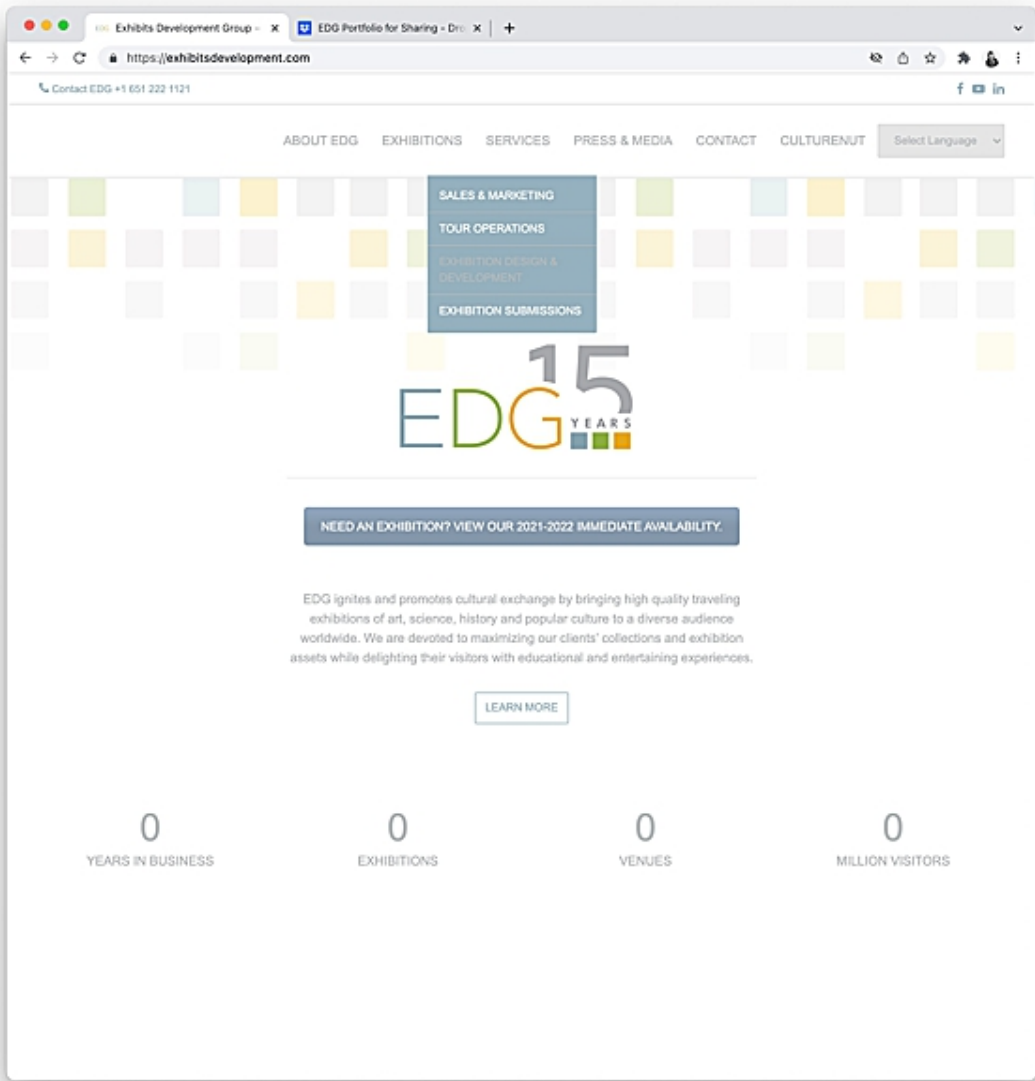 Exhibits Development Group –
EDG Portfolio for Sharing - Dro
https://exhibitsdevelopment.com
Contact EDG +1 651 222 1121
ABOUT EDG EXHIBITIONS SERVICES PRESS & MEDIA CONTACT CULTURENUT Select Language
SALES & MARKETING
TOUR OPERATIONS
EXHIBITION DESIGN &
DEVELOPMENT
EXHIBITION SUBMISSIONS
15
EDG
YEARS
NEED AN EXHIBITION? VIEW OUR 2021-2022 IMMEDIATE AVAILABILITY.
EDG ignites and promotes cultural exchange by bringing high quality traveling
exhibitions of art, science, history and popular culture to a diverse audience
worldwide. We are devoted to maximizing our clients' collections and exhibition
assets while delighting their visitors with educational and entertaining experiences.
LEARN MORE
0 0 0 0
YEARS IN BUSINESS EXHIBITIONS VENUES MILLION VISITORS